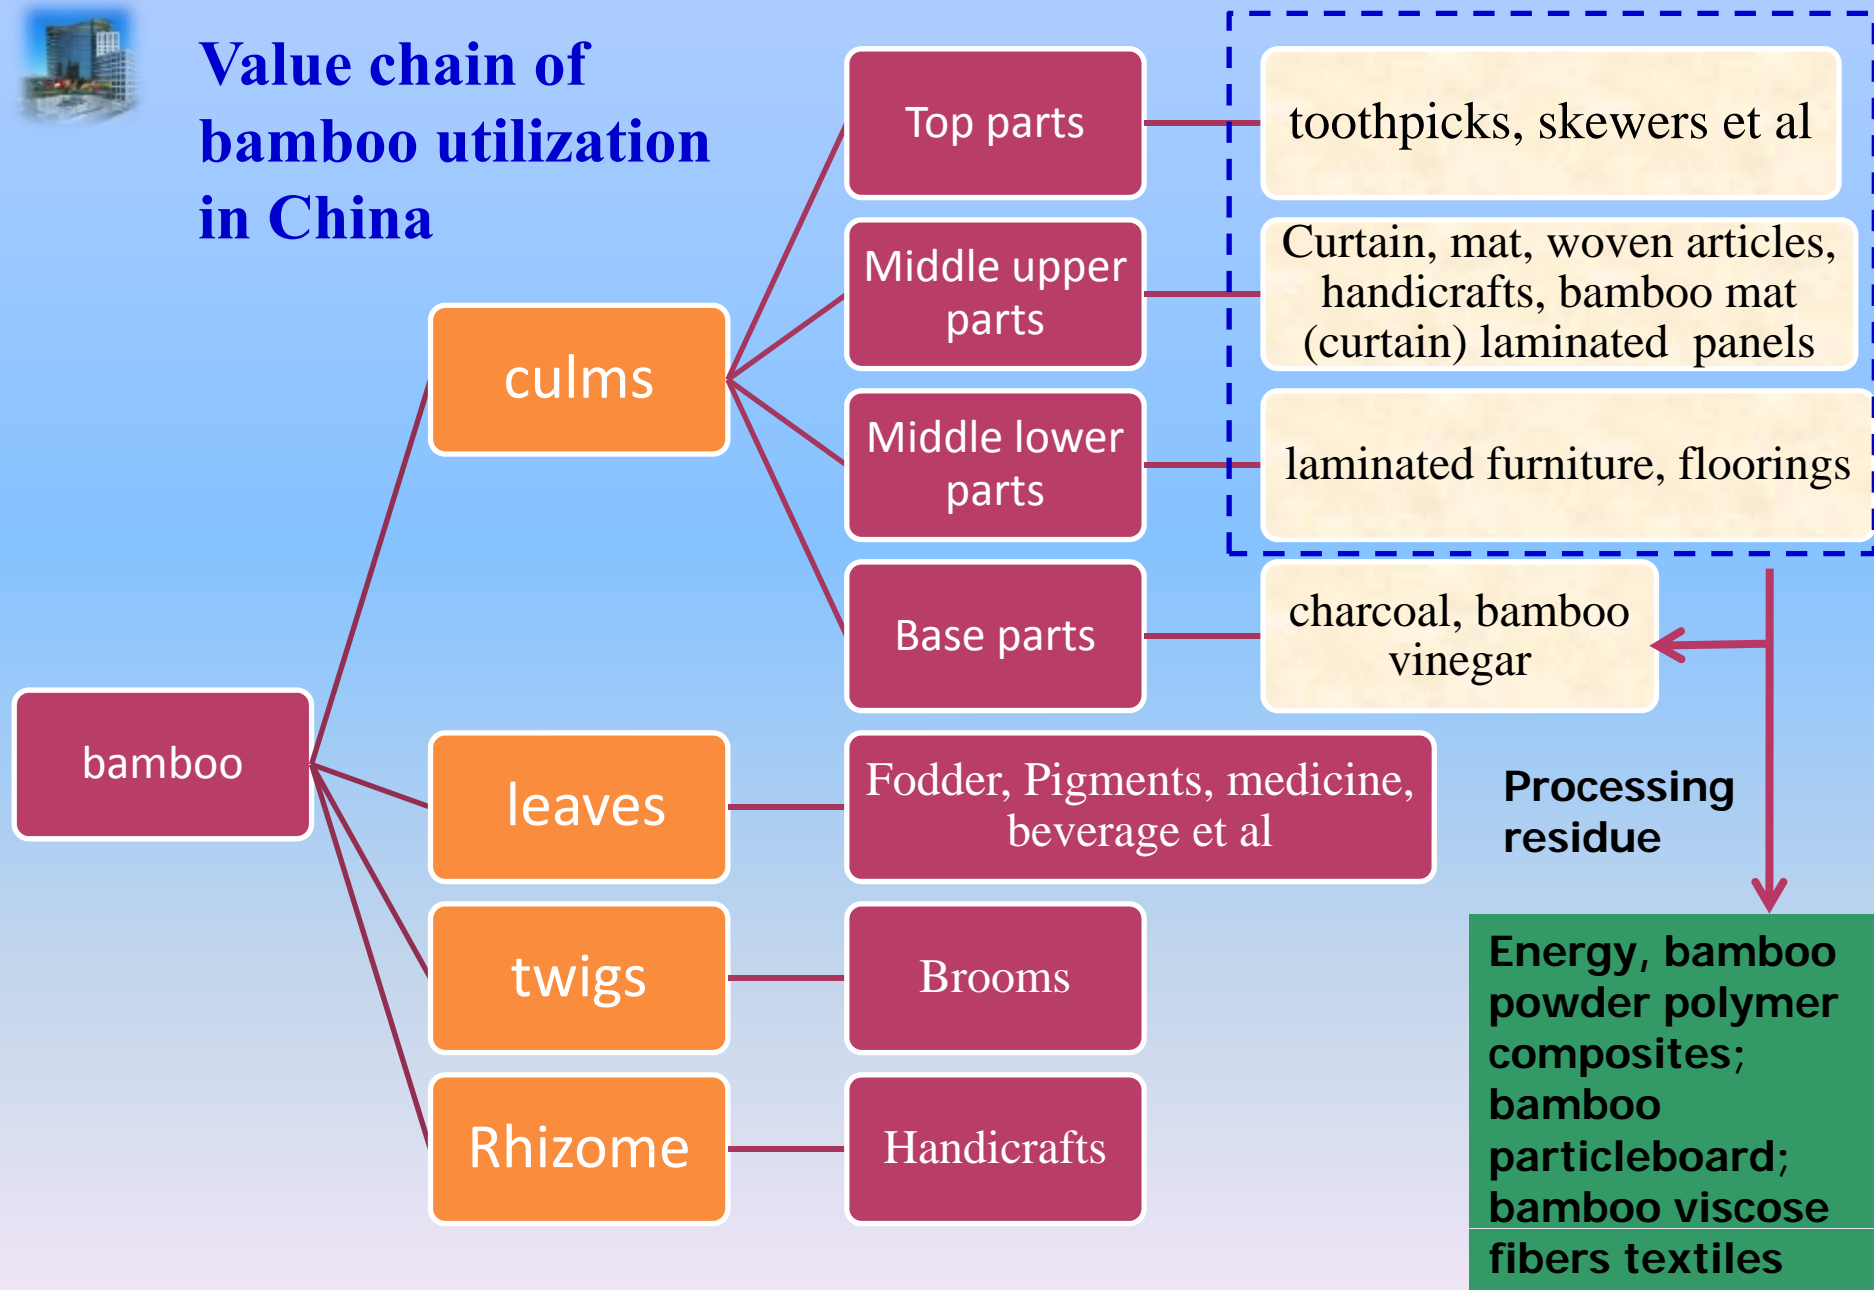 Value chain of
bamboo utilization
in China
bamboo
culms
Top parts
toothpicks, skewers et al
Middle upper
parts
Curtain, mat, woven articles,
handicrafts, bamboo mat
(curtain) laminated panels
Middle lower
parts
laminated furniture, floorings
Base parts
charcoal, bamboo
vinegar
leaves
Fodder, Pigments, medicine,
beverage et al
twigs
Brooms
Rhizome
Handicrafts
Processing
residue
Energy, bamboo
powder polymer
composites;
bamboo
particleboard;
bamboo viscose
fibers textiles